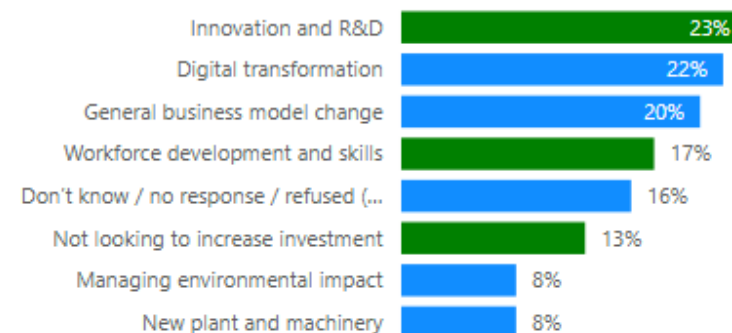 Innovation and R&D 23%
Digital transformation 22%
General business model change 20%
Workforce development and skills 17%
Don't know / no response / refused (... 16%
Not looking to increase investment 13%
Managing environmental impact 8%
New plant and machinery 8%